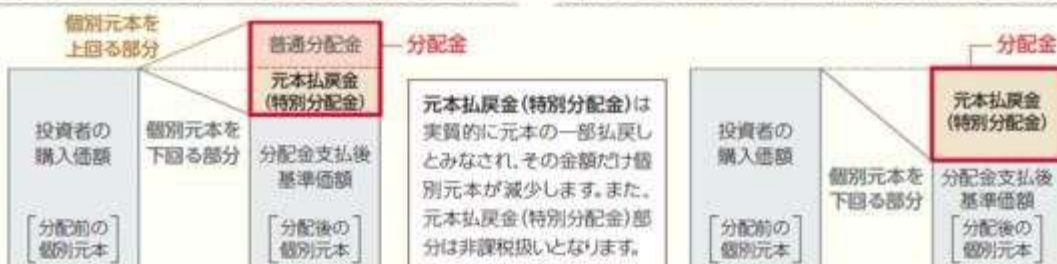 個別元本を
上回る部分
普通分配金
分配金
元本払戻金
(特別分配金)
投資者の
購入価額
個別元本を
下回る部分
分配金支払後
基準価額
分配前の
個別元本
分配後の
個別元本
元本払戻金(特別分配金)は
実質的に元本の一部払戻し
とみなされ、その金額だけ個
別元本が減少します。また、
元本払戻金(特別分配金)部
分は非課税扱いとなります。
分配金
投資者の
購入価額
元本払戻金
(特別分配金)
個別元本を
下回る部分
分配金支払後
基準価額
分配前の
個別元本
分配後の
個別元本